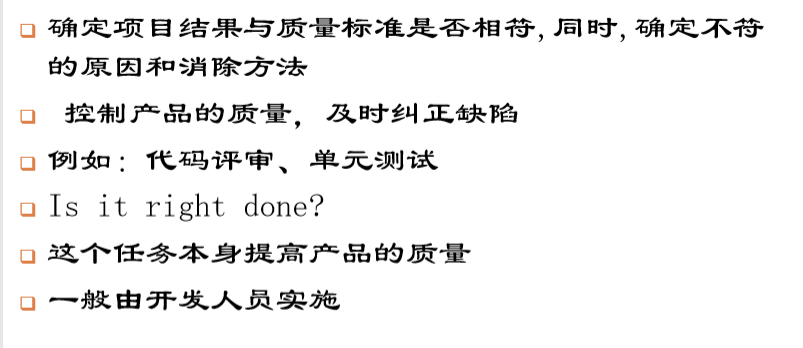 确定项目结果与质量标准是否相符,同时,确定不符
的原因和消除方法
控制产品的质量，及时纠正缺陷
例如：代码评审、单元测试
Is it right done?
这个任务本身提高产品的质量
一般由开发人员实施